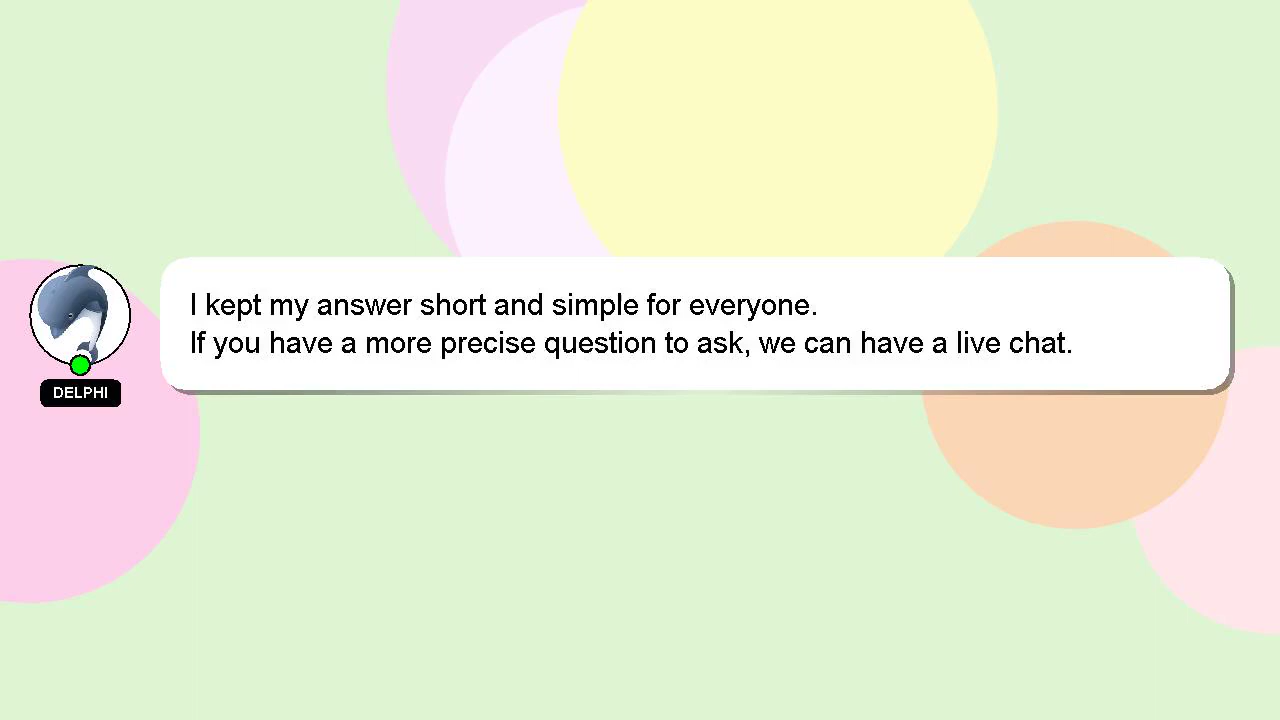 I kept my answer short and simple for everyone.
If you have a more precise question to ask, we can have a live chat.
DELPHI